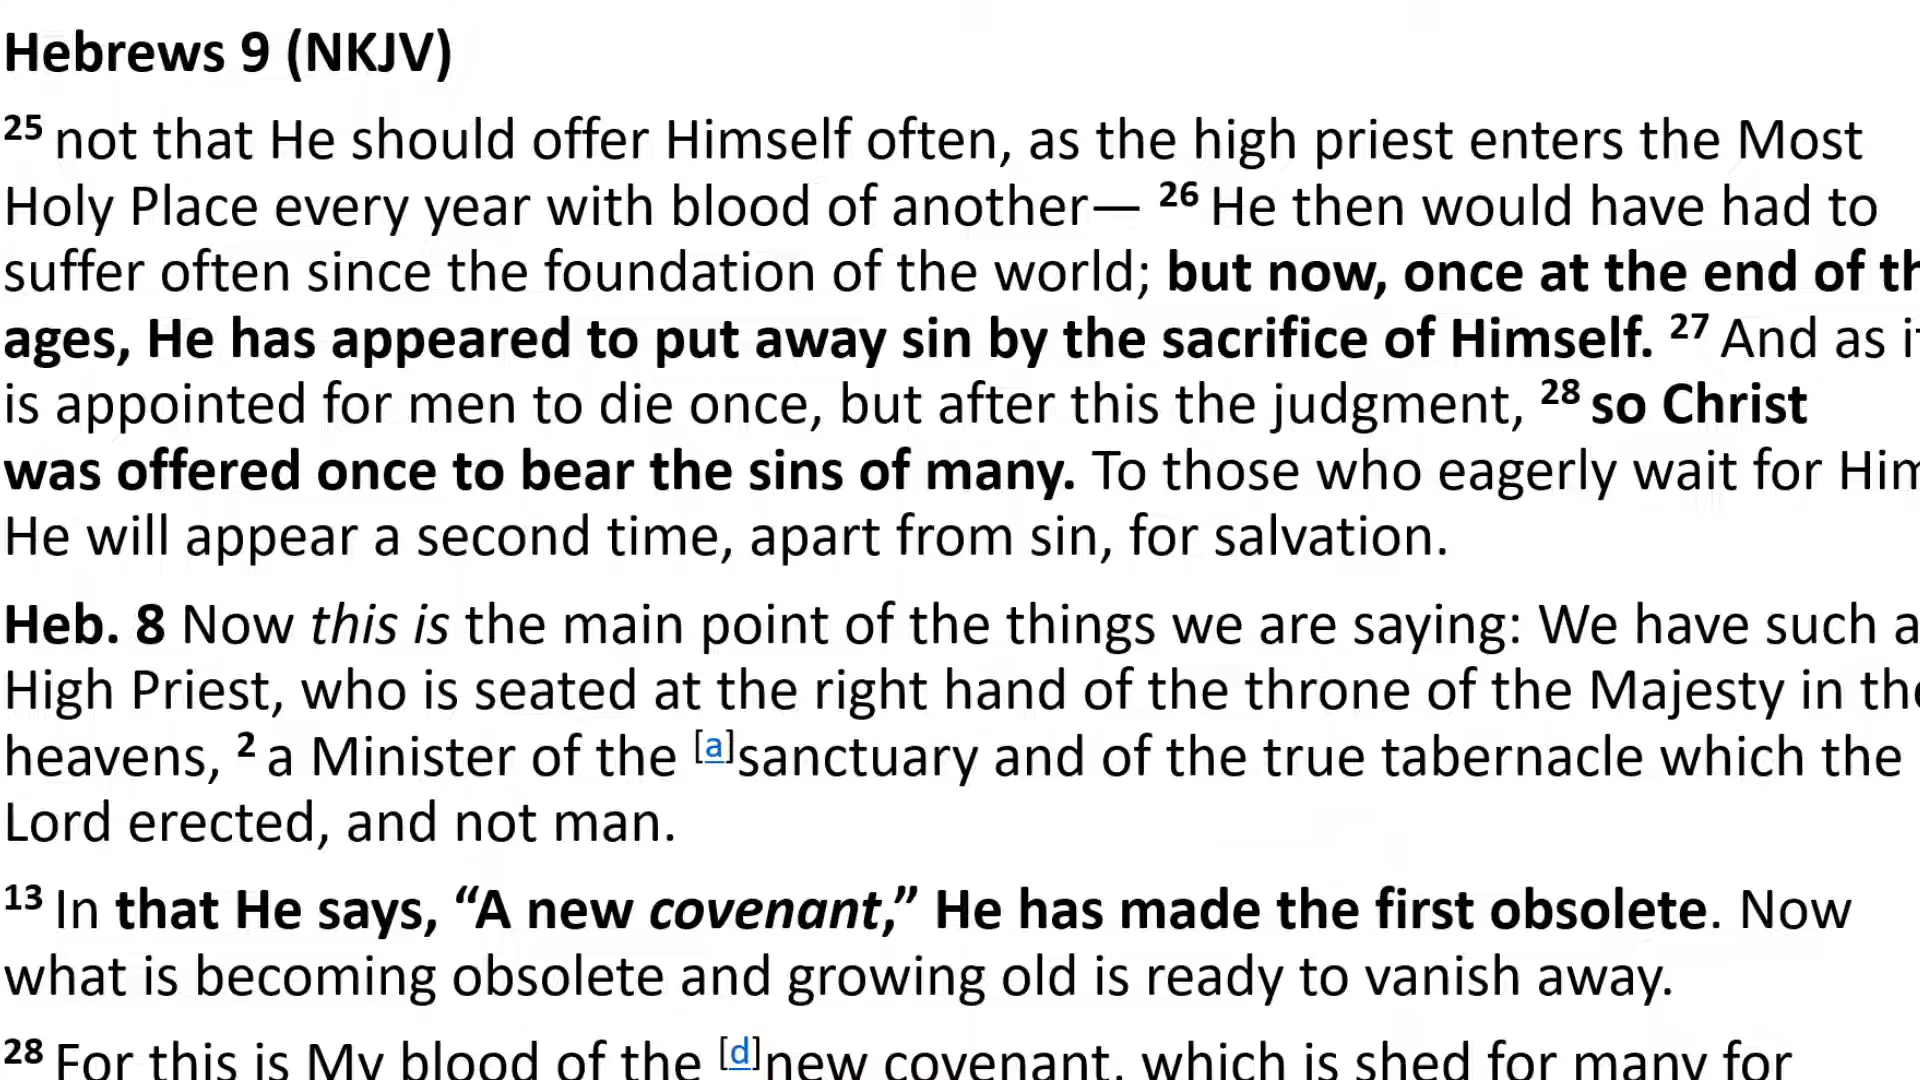 Hebrews 9 (NKJV)
25 not that He should offer Himself often, as the high priest enters the Most
Holy Place every year with blood of another— 26 He then would have had to
suffer often since the foundation of the world; but now, once at the end of th
ages, He has appeared to put away sin by the sacrifice of Himself. 27 And as it
is appointed for men to die once, but after this the judgment, 28 so Christ
was offered once to bear the sins of many. To those who eagerly wait for Him
He will appear a second time, apart from sin, for salvation.
Heb. 8 Now this is the main point of the things we are saying: We have such a
High Priest, who is seated at the right hand of the throne of the Majesty in the
heavens, 2 a Minister of the [a]sanctuary and of the true tabernacle which the
Lord erected, and not man.
13 In that He says, “A new covenant,” He has made the first obsolete. Now
what is becoming obsolete and growing old is ready to vanish away.
28 For this is My blood of the [d]new covenant, which is shed for many for